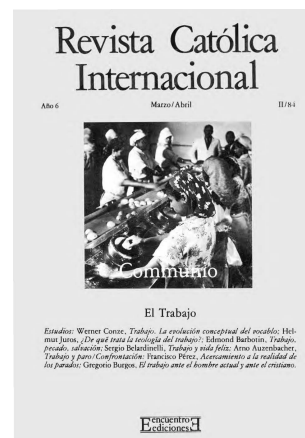 Revista Católica
Internacional
Año 6 Marzo/Abril II/84
Communio
El Trabajo
Estudios: Werner Conze, Trabajo. La evolución conceptual del vocablo; Hel-
mut Juros, ¿De qué trata la teología del trabajo?; Edmond Barbotin, Trabajo,
pecado, salvación; Sergio Belardinelli, Trabajo y vida feliz; Arno Auzenbacher,
Trabajo y paro/Confrontación: Francisco Pérez, Acercamiento a la realidad de
los parados; Gregorio Burgos, El trabajo ante el hombre actual y ante el cristiano.
encuentro
ediciones